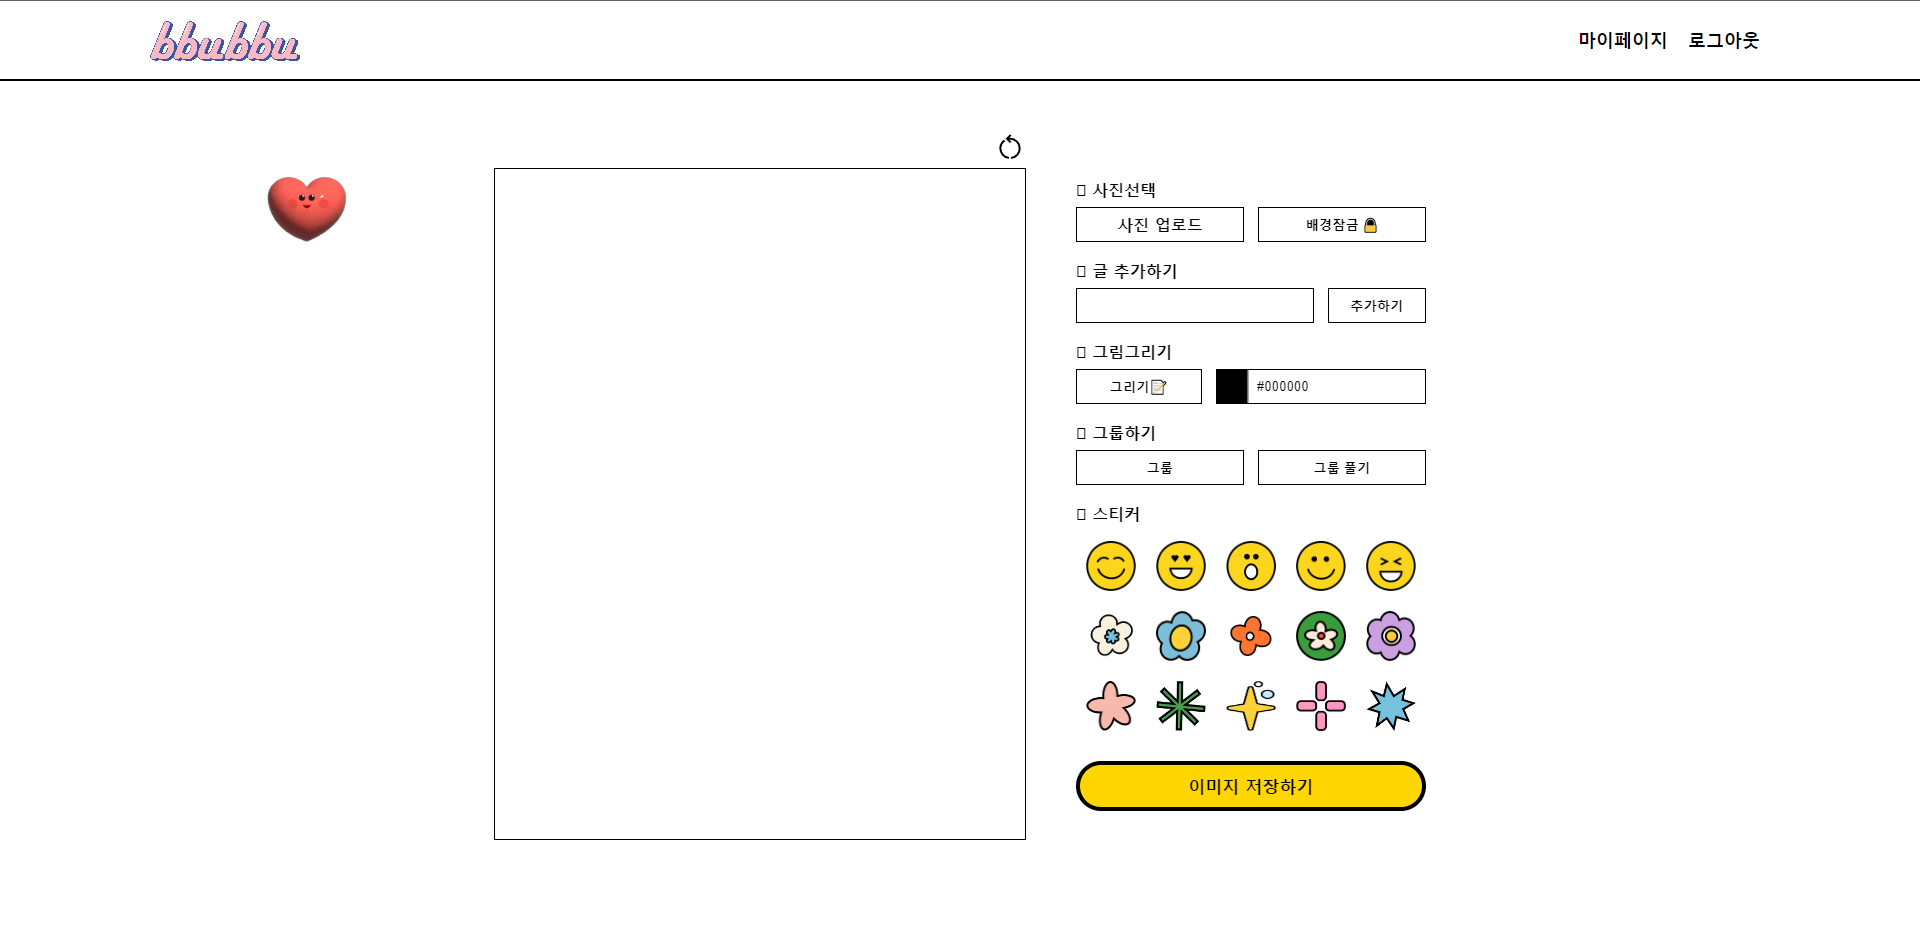 bbubbu
마이페이지 로그아웃
사진선택
사진 업로드 배경잠금
글 추가하기
추가하기
그림그리기
그리기 #000000
그룹하기
그룹 그룹 풀기
스티커
이미지 저장하기